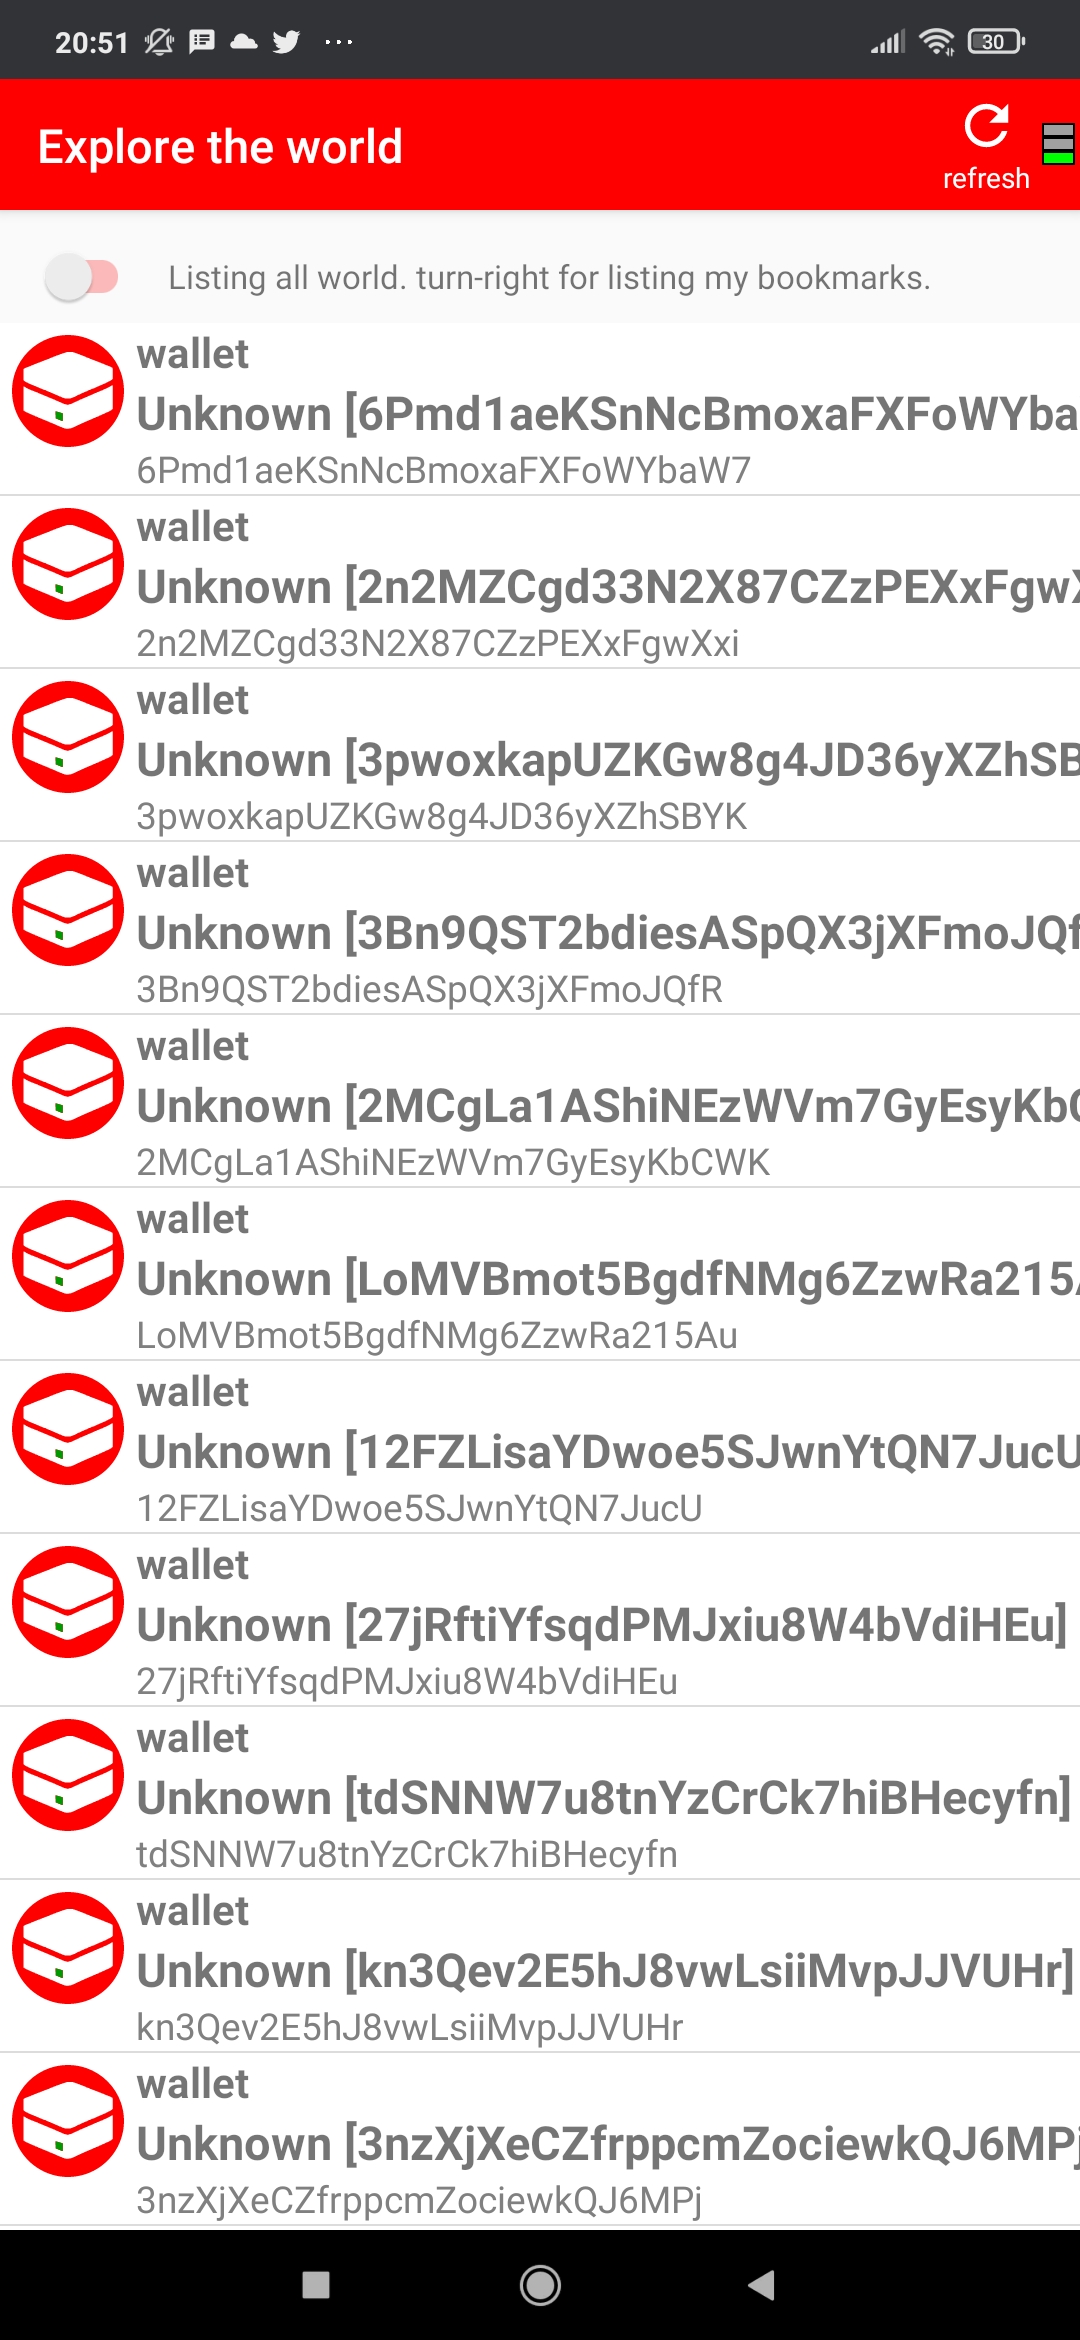 20:51
30
Explore the world
refresh
Listing all world. turn-right for listing my bookmarks.
wallet
Unknown [6Pmd1aeKSnNcBmoxaFXFoWYba
6Pmd1aeKSnNcBmoxaFXFoWYbaW7
wallet
Unknown [2n2MZCgd33N2X87CZzPEXxFgwX
2n2MZCgd33N2X87CZzPEXxFgwXxi
wallet
Unknown [3pwoxkapUZKGw8g4JD36yXZhSB
3pwoxkapUZKGw8g4JD36yXZhSBYK
wallet
Unknown [3Bn9QST2bdiesASpQX3jXFmoJQf
3Bn9QST2bdiesASpQX3jXFmoJQfR
wallet
Unknown [2MCgLa1AShiNEzWVm7GyEsyKbC
2MCgLa1AShiNEzWVm7GyEsyKbCWK
wallet
Unknown [LoMVBmot5BgdfNMg6ZzwRa215A
LoMVBmot5BgdfNMg6ZzwRa215Au
wallet
Unknown [12FZLisaYDwoe5SJwnYtQN7JucU
12FZLisaYDwoe5SJwnYtQN7JucU
wallet
Unknown [27jRftiYfsqdPMJxiu8W4bVdiHEu]
27jRftiYfsqdPMJxiu8W4bVdiHEu
wallet
Unknown [tdSNNW7u8tnYzCrCk7hiBHecyfn]
tdSNNW7u8tnYzCrCk7hiBHecyfn
wallet
Unknown [kn3Qev2E5hJ8vwLsiiMvpJJVUHr]
kn3Qev2E5hJ8vwLsiiMvpJJVUHr
wallet
Unknown [3nzXjXeCZfrppcmZociewkQJ6MPj
3nzXjXeCZfrppcmZociewkQJ6MPj